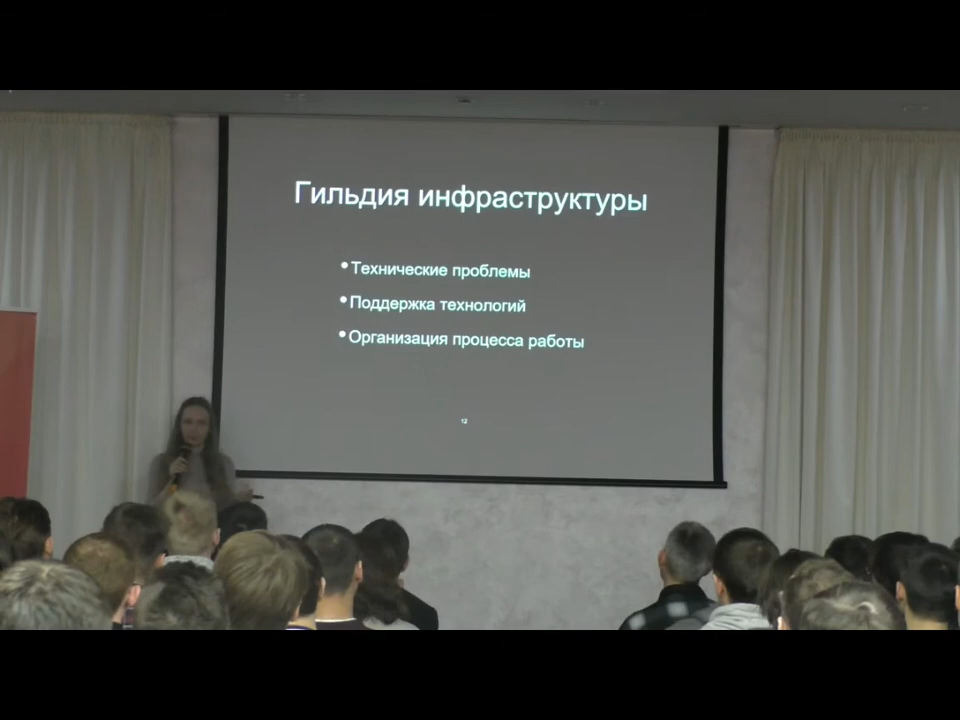 Гильдия инфраструктуры
•Технические проблемы
•Поддержка технологий
•Организация процесса работы
12